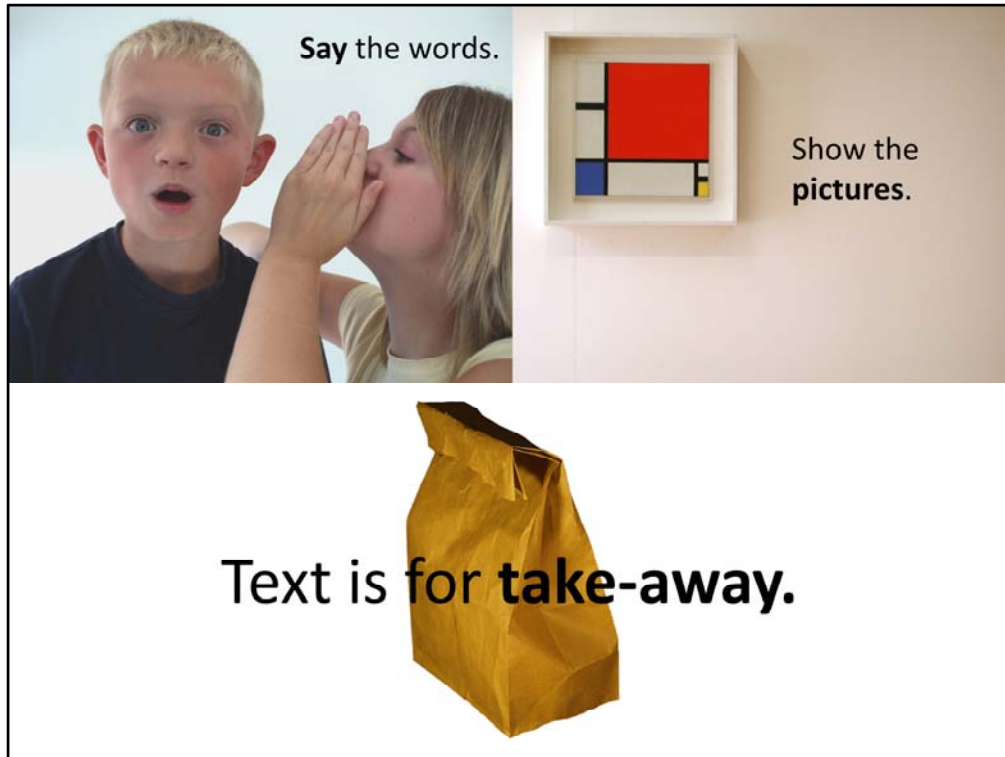 Say the words.
Show the
pictures.
Text is for take-away.